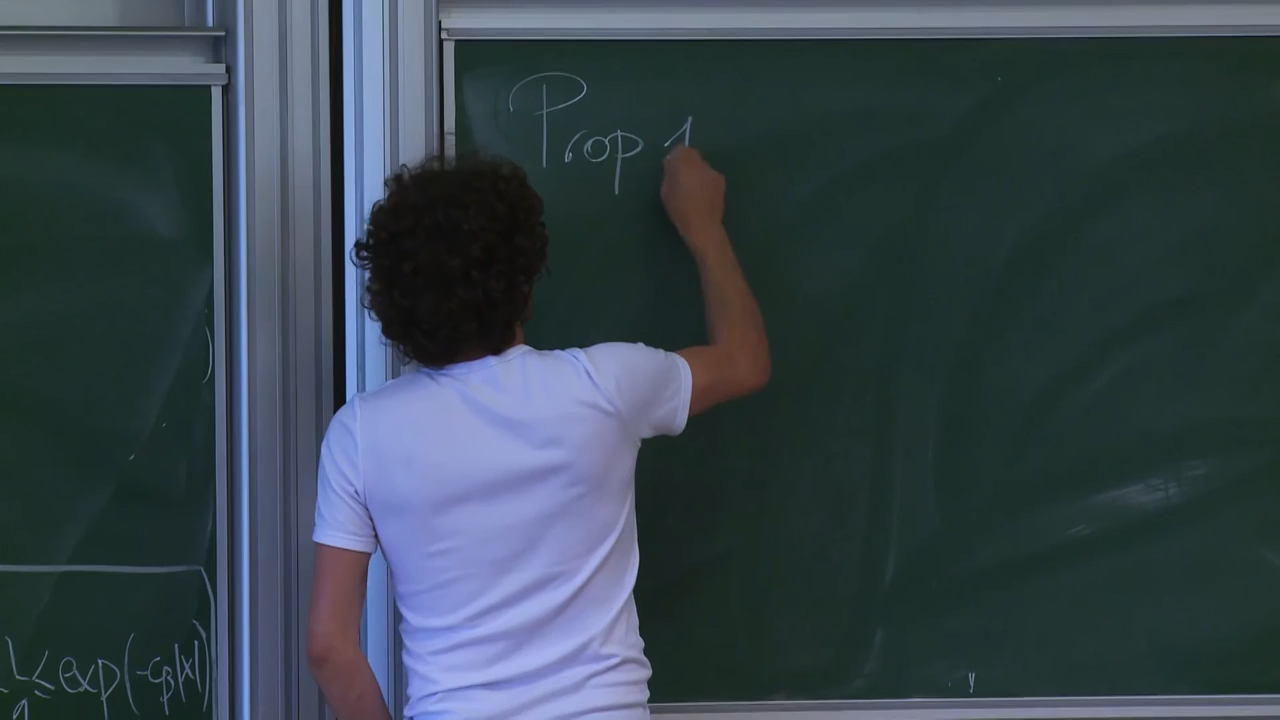 Prop 1
≤ exp(-cβ|x|)